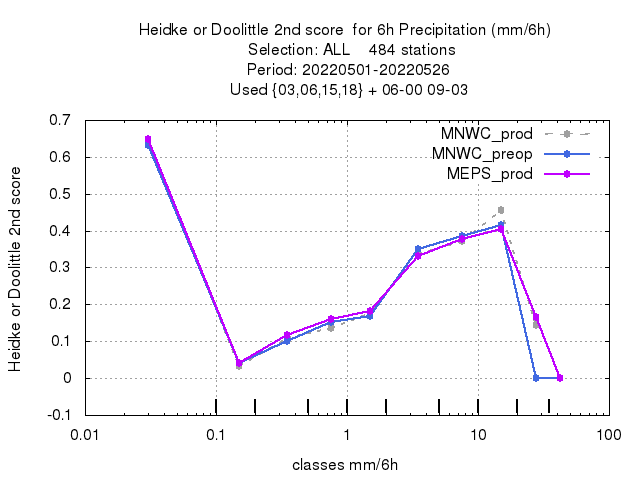 Heidke or Doolittle 2nd score  for 6h Precipitation (mm/6h)
Selection: ALL    484 stations
Period: 20220501-20220526
Used {03,06,15,18} + 06-00 09-03
MNWC_prod
MNWC_preop
MEPS_prod
Heidke or Doolittle 2nd score
0.7
0.6
0.5
0.4
0.3
0.2
0.1
0
-0.1
0.01 0.1 1 10 100
classes mm/6h